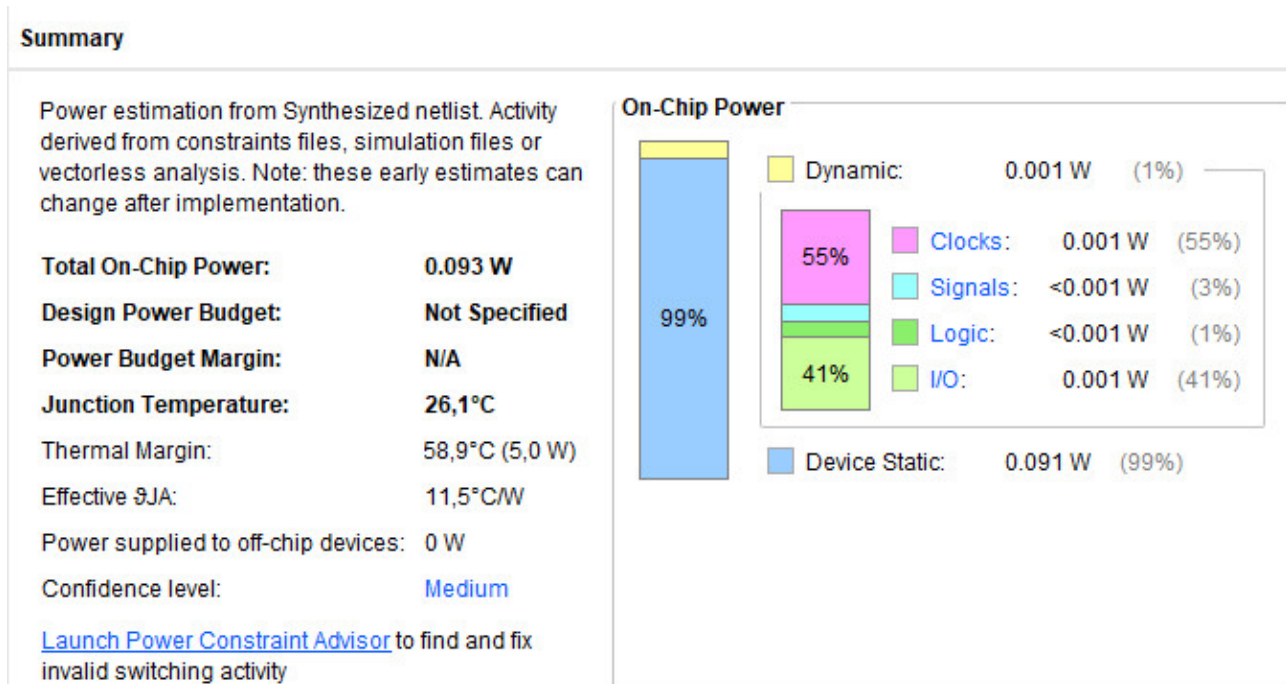 Summary
Power estimation from Synthesized netlist. Activity
derived from constraints files, simulation files or
vectorless analysis. Note: these early estimates can
change after implementation.
Total On-Chip Power: 0.093 W
Design Power Budget: Not Specified
Power Budget Margin: N/A
Junction Temperature: 26,1°C
Thermal Margin: 58,9°C (5,0 W)
Effective ϑJA: 11,5°C/W
Power supplied to off-chip devices: 0 W
Confidence level: Medium
Launch Power Constraint Advisor to find and fix
invalid switching activity
On-Chip Power
99%
Dynamic: 0.001 W (1%)
55%
41%
Clocks: 0.001 W (55%)
Signals: <0.001 W (3%)
Logic: <0.001 W (1%)
I/O: 0.001 W (41%)
Device Static: 0.091 W (99%)